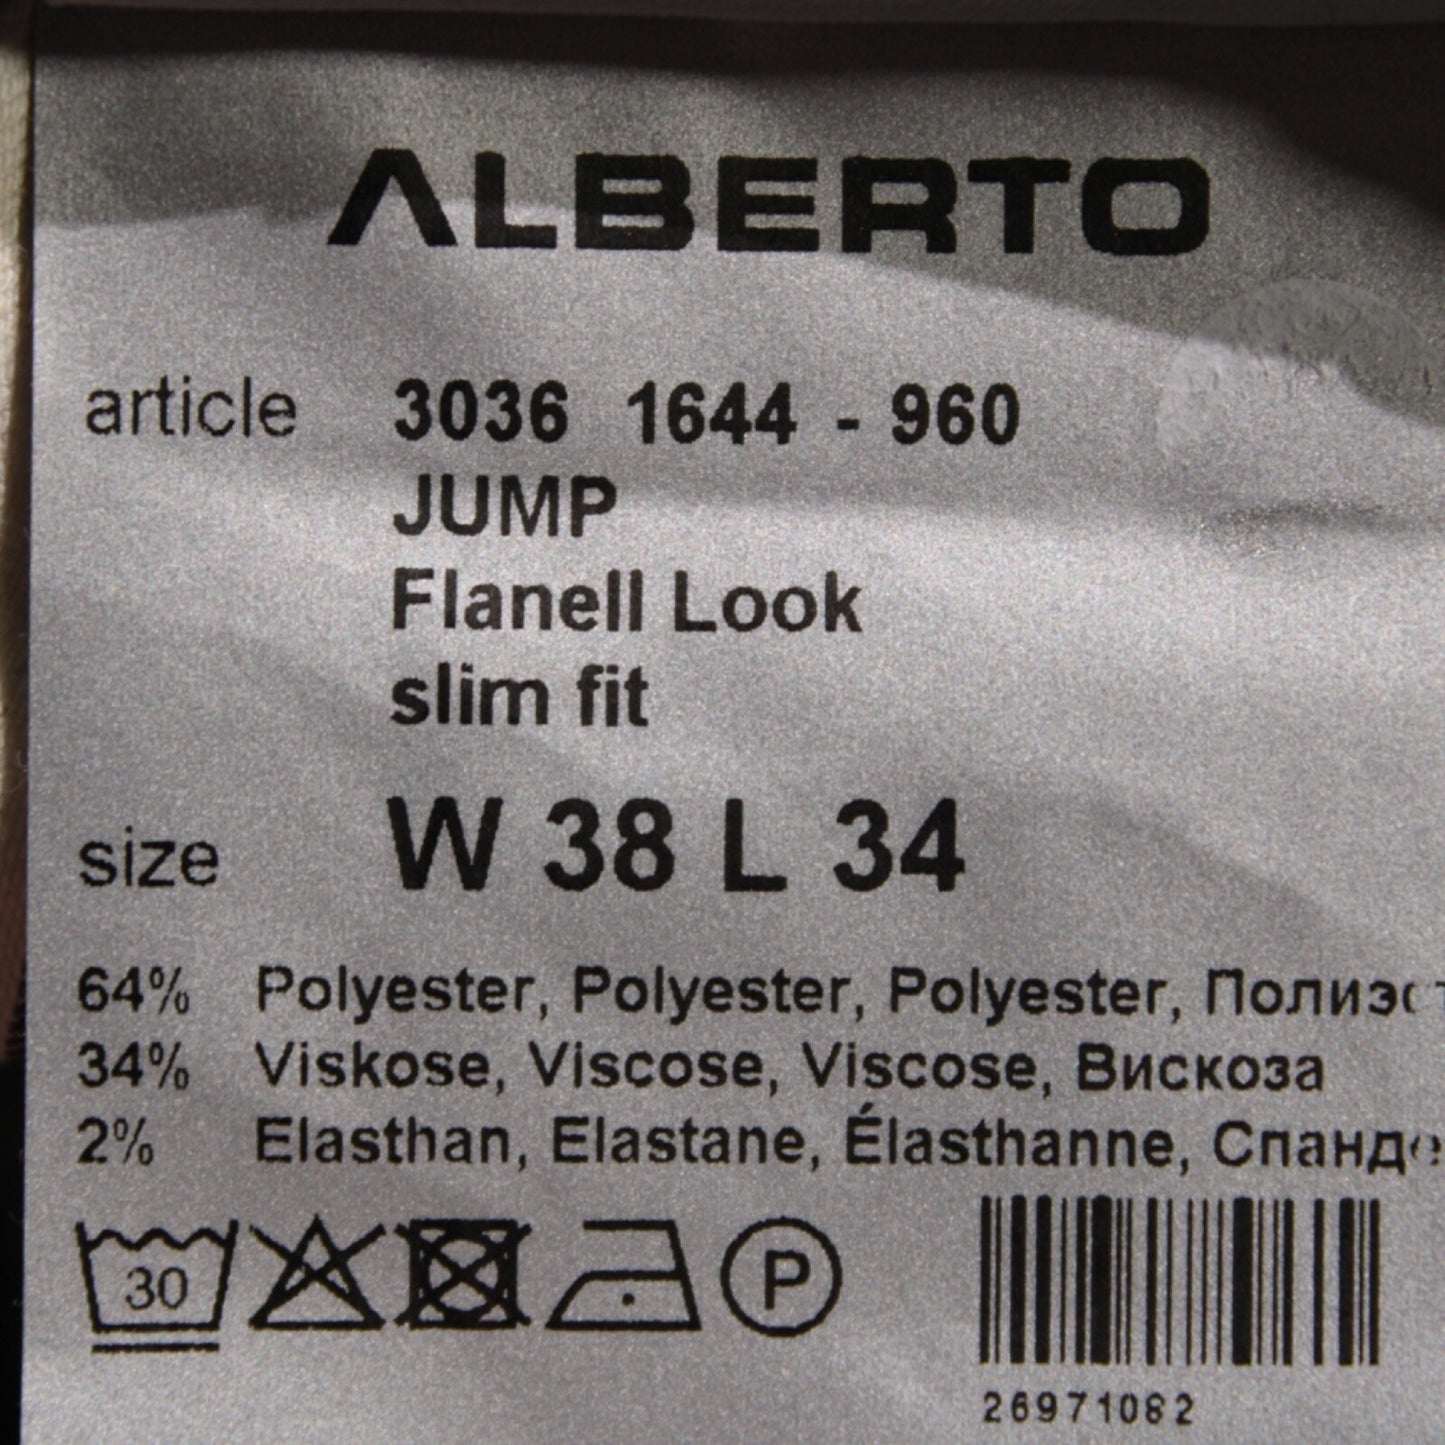 ALBERTO
article 3036 1644 - 960
JUMP
Flanell Look
slim fit
size W 38 L 34
64% Polyester, Polyester, Polyester,
34% Viskose, Viscose, Viscose, Вискоза
2% Elasthan, Elastane, Élasthanne,
30
P
26971082